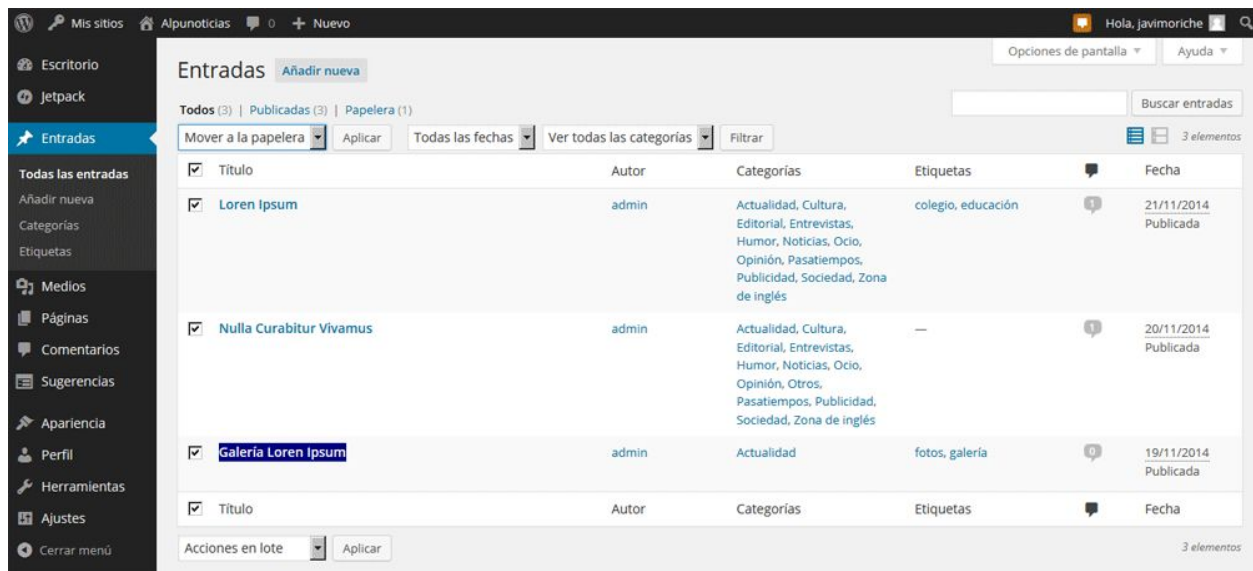 Mis sitios Alpunoticias 0 + Nuevo Hola, javimoriche
Opciones de pantalla Ayuda
Escritorio
Jetpack
Entradas
Todas las entradas
Añadir nueva
Categorías
Etiquetas
Medios
Páginas
Comentarios
Sugerencias
Apariencia
Perfil
Herramientas
Ajustes
Cerrar menú
Entradas Añadir nueva
Todos (3) | Publicadas (3) | Papelera (1)
Buscar entradas
Mover a la papelera Aplicar Todas las fechas Ver todas las categorías Filtrar 3 elementos
Título Autor Categorías Etiquetas Fecha
Loren Ipsum admin Actualidad, Cultura, colegio, educación 1 21/11/2014
Editorial, Entrevistas, Publicada
Humor, Noticias, Ocio,
Opinión, Pasatiempos,
Publicidad, Sociedad, Zona
de inglés
Nulla Curabitur Vivamus admin Actualidad, Cultura, — 1 20/11/2014
Editorial, Entrevistas, Publicada
Humor, Noticias, Ocio,
Opinión, Otros,
Pasatiempos, Publicidad,
Sociedad, Zona de inglés
Galería Loren Ipsum admin Actualidad fotos, galería 0 19/11/2014
Publicada
Título Autor Categorías Etiquetas Fecha
Acciones en lote Aplicar 3 elementos